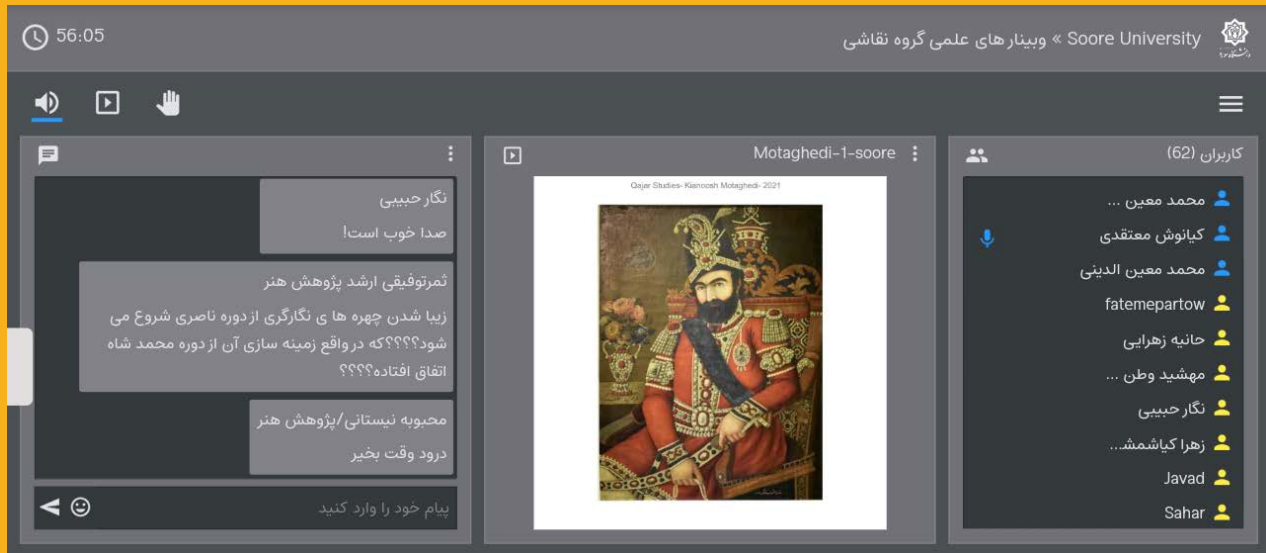 56:05
Soore University » وبینار های علمی گروه نقاشی
Motaghedi-1-soore
کاربران (62)
نگار حبیبی
صدا خوب است!
ثمرتوفیقی ارشد پژوهش هنر
زیبا شدن چهره ها ی نگارگری از دوره ناصری شروع می
شود؟؟؟؟که در واقع زمینه سازی آن از دوره محمد شاه
اتفاق افتاده؟؟؟؟
محبوبه نیستانی/پژوهش هنر
درود وقت بخیر
پیام خود را وارد کنید
Qajar Studies- Kianoosh Motaghedi- 2021
محمد معین ...
کیانوش معتقدی
محمد معین الدینی
fatemepartow
حانیه زهرایی
مهشید وطن ...
نگار حبیبی
زهرا کیاشمشـ...
Javad
Sahar